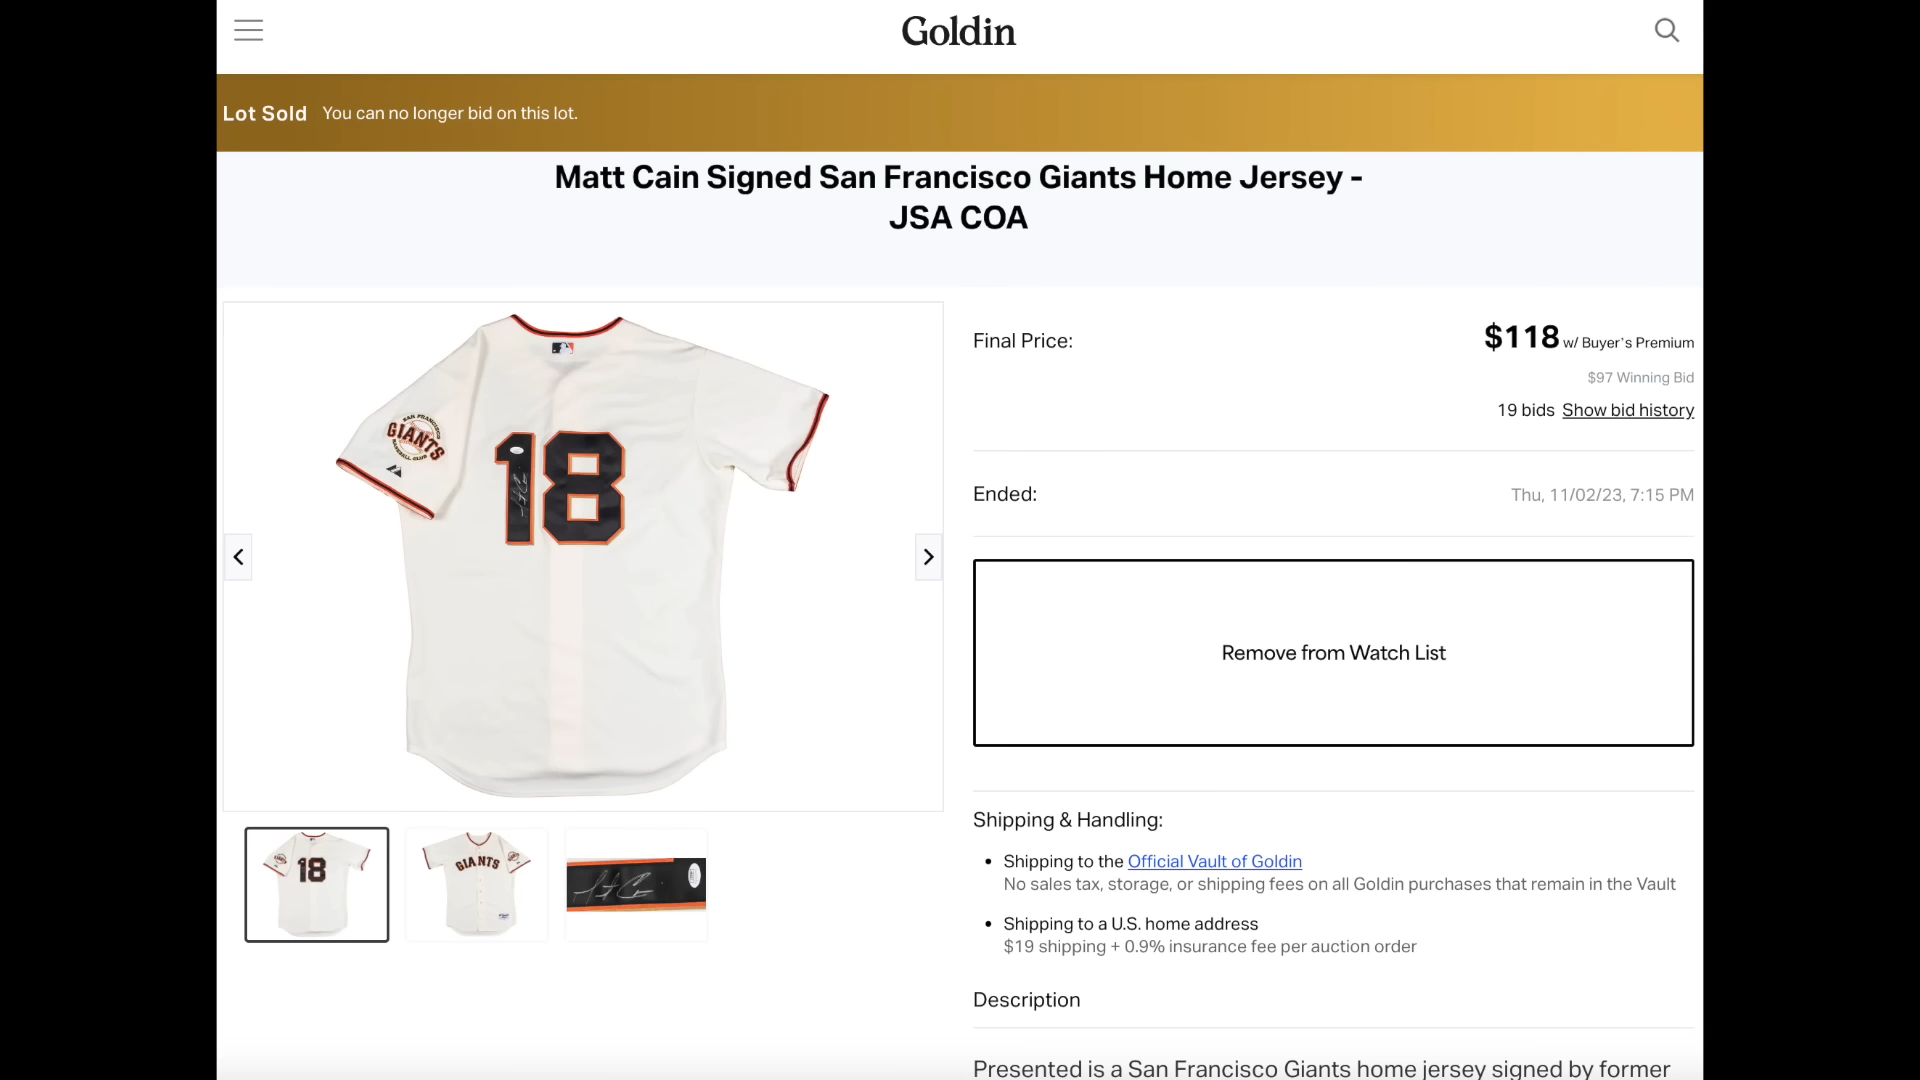 Goldin
Lot Sold You can no longer bid on this lot.
Matt Cain Signed San Francisco Giants Home Jersey -
JSA COA
SAN FRANCISCO
GIANTS
BASEBALL CLUB
18
Final Price:
$118 w/ Buyer's Premium
$97 Winning Bid
19 bids Show bid history
Ended:
Thu, 11/02/23, 7:15 PM
Remove from Watch List
18
GIANTS
Shipping & Handling:
Shipping to the Official Vault of Goldin
No sales tax, storage, or shipping fees on all Goldin purchases that remain in the Vault
Shipping to a U.S. home address
$19 shipping + 0.9% insurance fee per auction order
Description
Presented is a San Francisco Giants home jersey signed by former